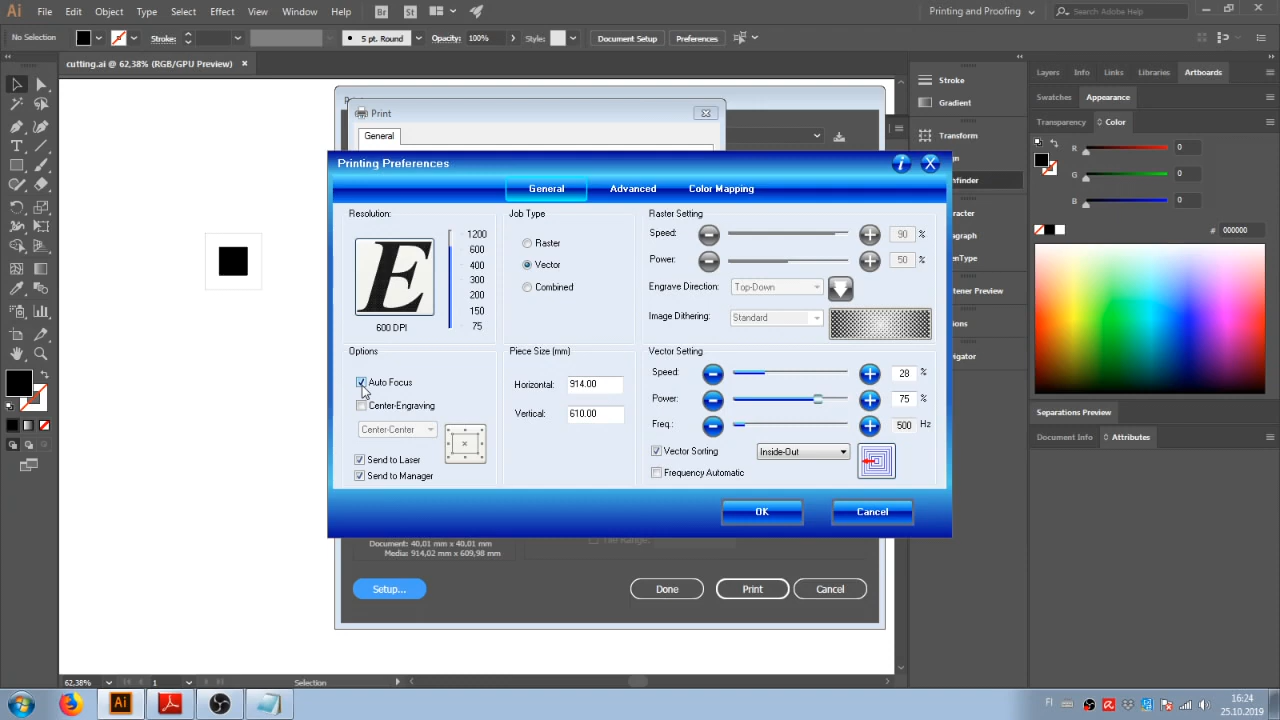 Ai File Edit Object Type Select Effect View Window Help Br St Printing and Proofing Search Adobe Help
No Selection Stroke: 5 pt. Round Opacity: 100% Style: Document Setup Preferences
cutting.ai @ 62,38% (RGB/GPU Preview)
Print
General
Printing Preferences
General Advanced Color Mapping
Resolution:
1200
600
400
300
200
150
75
E
600 DPI
Job Type
Raster
Vector
Combined
Raster Setting
Speed: 90 %
Power: 50 %
Engrave Direction: Top-Down
Image Dithering: Standard
Options
Auto Focus
Center-Engraving
Center-Center
Send to Laser
Send to Manager
Piece Size (mm)
Horizontal: 914.00
Vertical: 610.00
Vector Setting
Speed: 28 %
Power: 75 %
Freq.: 500 Hz
Vector Sorting Inside-Out
Frequency Automatic
OK Cancel
Document: 40,01 mm x 40,01 mm
Media: 914,02 mm x 609,98 mm
Setup... Done Print Cancel
Stroke
Gradient
Transform
Layers Info Links Libraries Artboards
Swatches Appearance
Transparency Color
R 0
G 0
B 0
# 000000
Separations Preview
Document Info Attributes
62,38% 1 Selection
Ai FI 16:24
25.10.2019